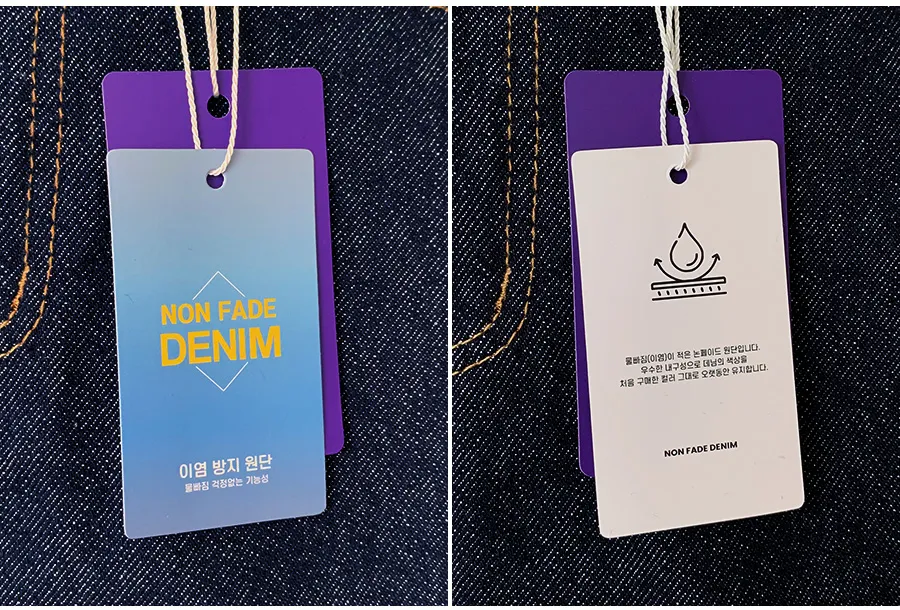 NON FADE
DENIM
이염 방지 원단
물빠짐 걱정없는 기능성
물빠짐(이염)이 적은 논페이드 원단입니다.
우수한 내구성으로 데님의 색상을
처음 구매한 컬러 그대로 오랫동안 유지합니다.
NON FADE DENIM